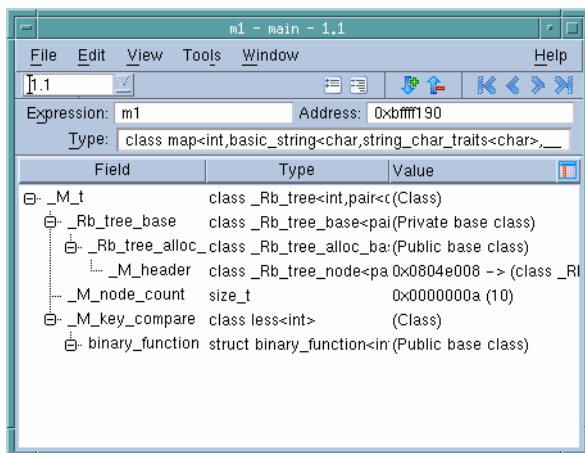 m1 - main - 1.1
File Edit View Tools Window Help
1.1
Expression: m1 Address: 0xbffff190
Type: class map<int,basic_string<char,string_char_traits<char>,__
Field Type Value
_M_t class _Rb_tree<int,pair<c (Class)
_Rb_tree_base class _Rb_tree_base<pai (Private base class)
_Rb_tree_alloc_ class _Rb_tree_alloc_ba: (Public base class)
_M_header class _Rb_tree_node<pa 0x0804e008 -> (class _Rl
_M_node_count size_t 0x0000000a (10)
_M_key_compare class less<int> (Class)
binary_function struct binary_function<in (Public base class)